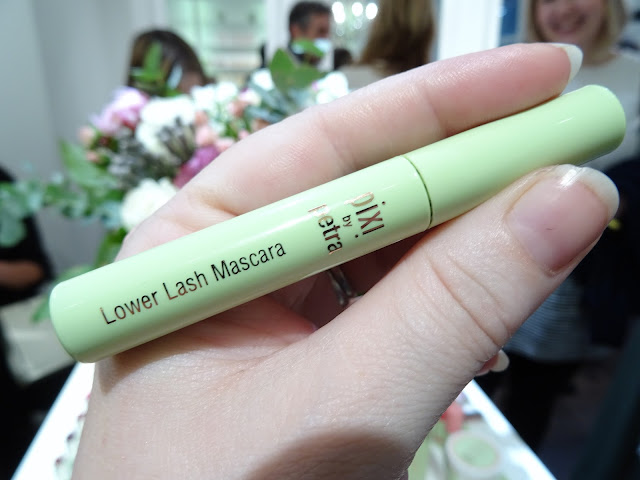 Lower Lash Mascara
pixi
by
petra